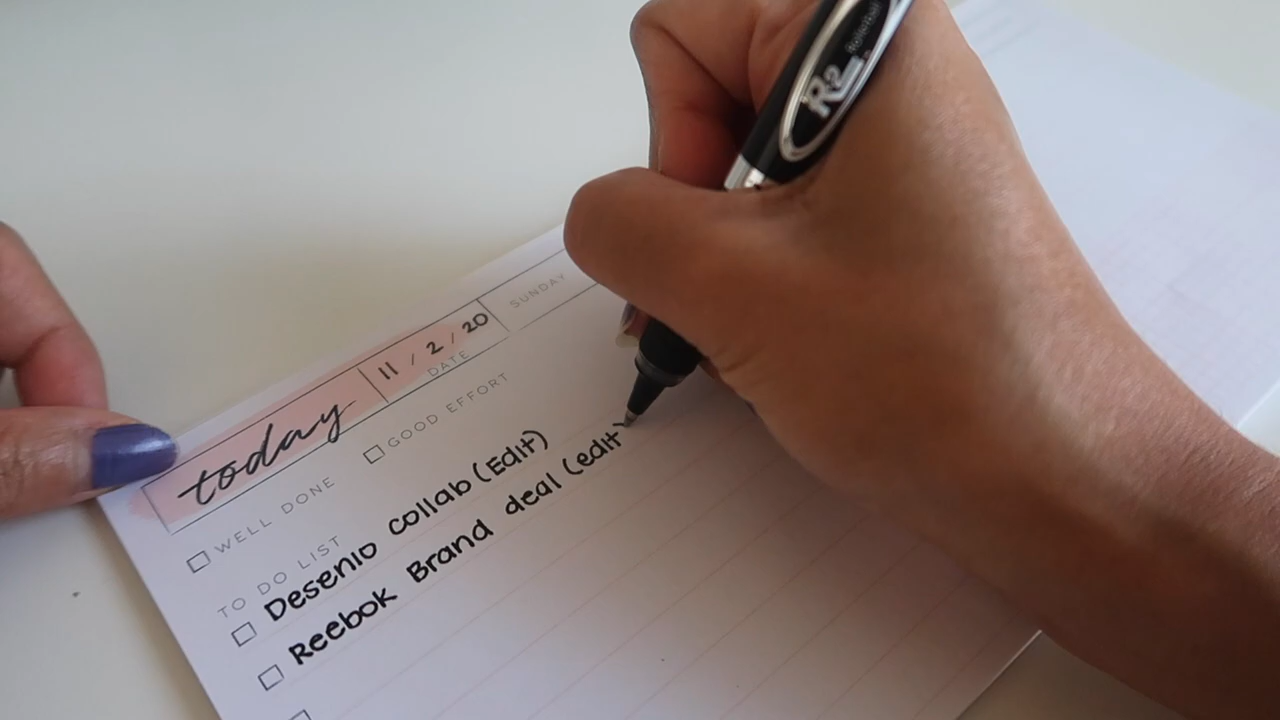 R2 Rollerball
today 11 / 2 / 20 SUNDAY
DATE
WELL DONE GOOD EFFORT
TO DO LIST
Desenio collab (Edit)
Reebok Brand deal (edit)